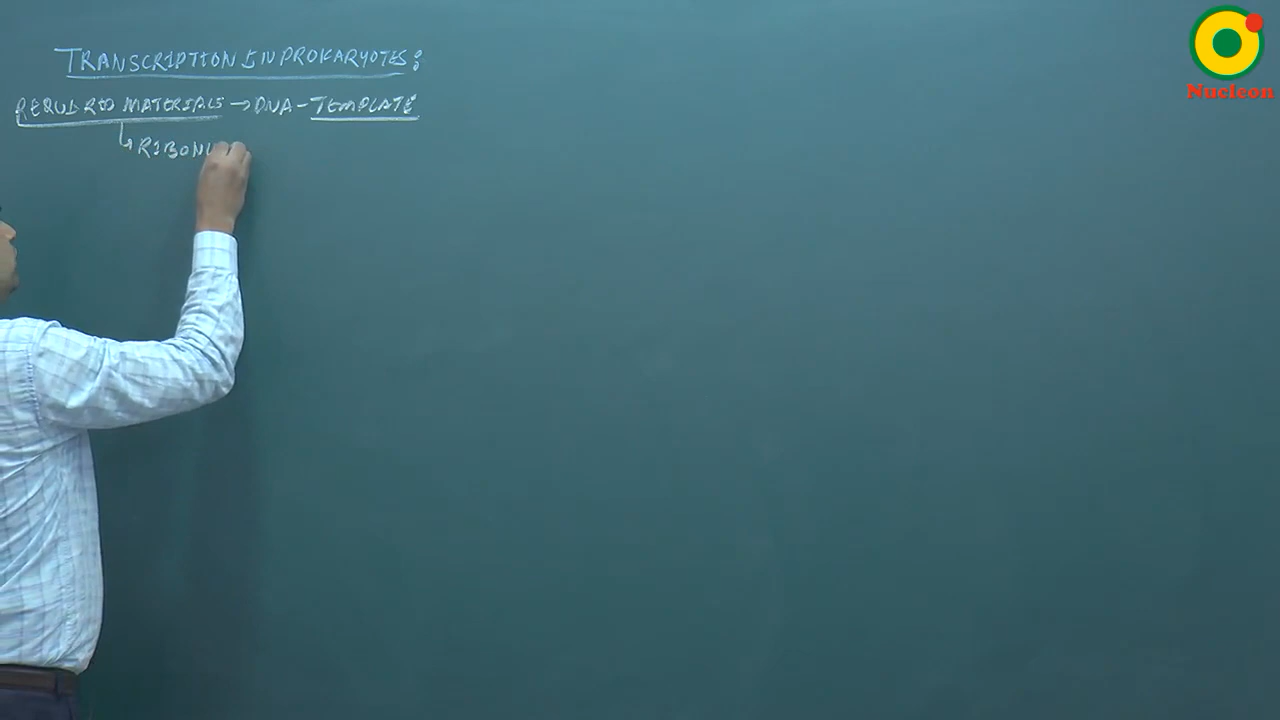 TRANSCRIPTION IN PROKARYOTES:
REQUIRED MATERIALS → DNA - TEMPLATE
↳ RIBONU
Nucleon